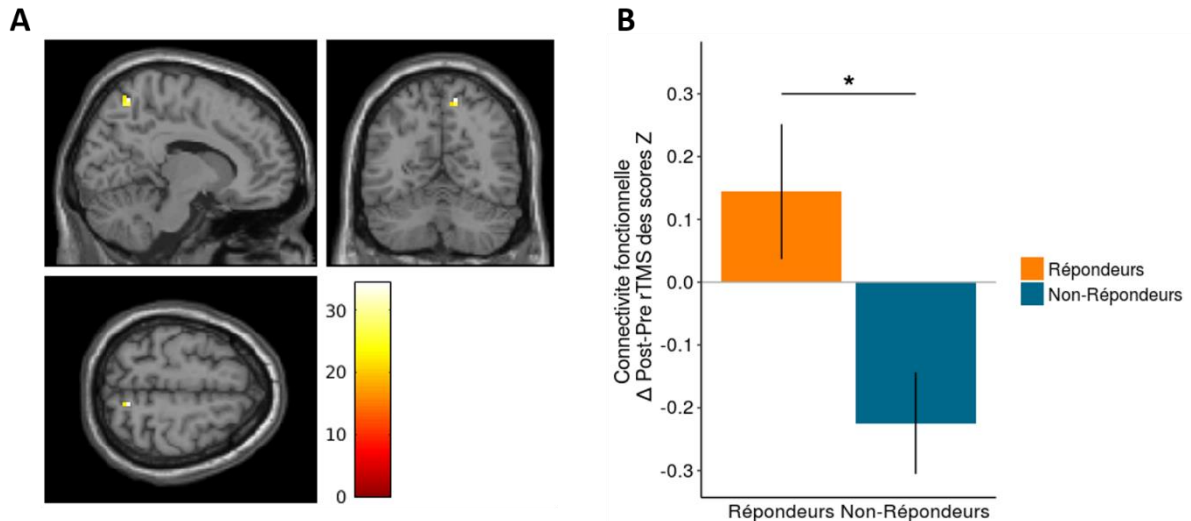 A
B
30
20
10
0
Connectivite fonctionnelle
Δ Post-Pre rTMS des scores Z
0.3
0.2
0.1
0.0
-0.1
-0.2
-0.3
*
Répondeurs Non-Répondeurs
Répondeurs
Non-Répondeurs